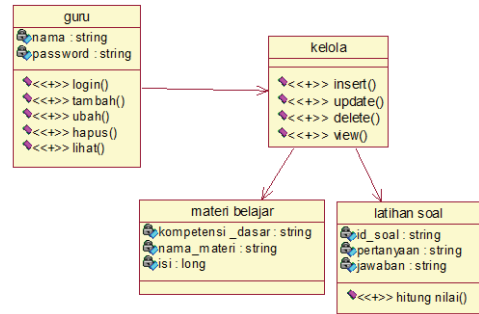 guru
nama : string
password : string
<<+>> login()
<<+>> tambah()
<<+>> ubah()
<<+>> hapus()
<<+>> lihat()
kelola
<<+>> insert()
<<+>> update()
<<+>> delete()
<<+>> view()
materi belajar
kompetensi _dasar : string
nama_materi : string
isi : long
latihan soal
id_soal : string
pertanyaan : string
jawaban : string
<<+>> hitung nilai()